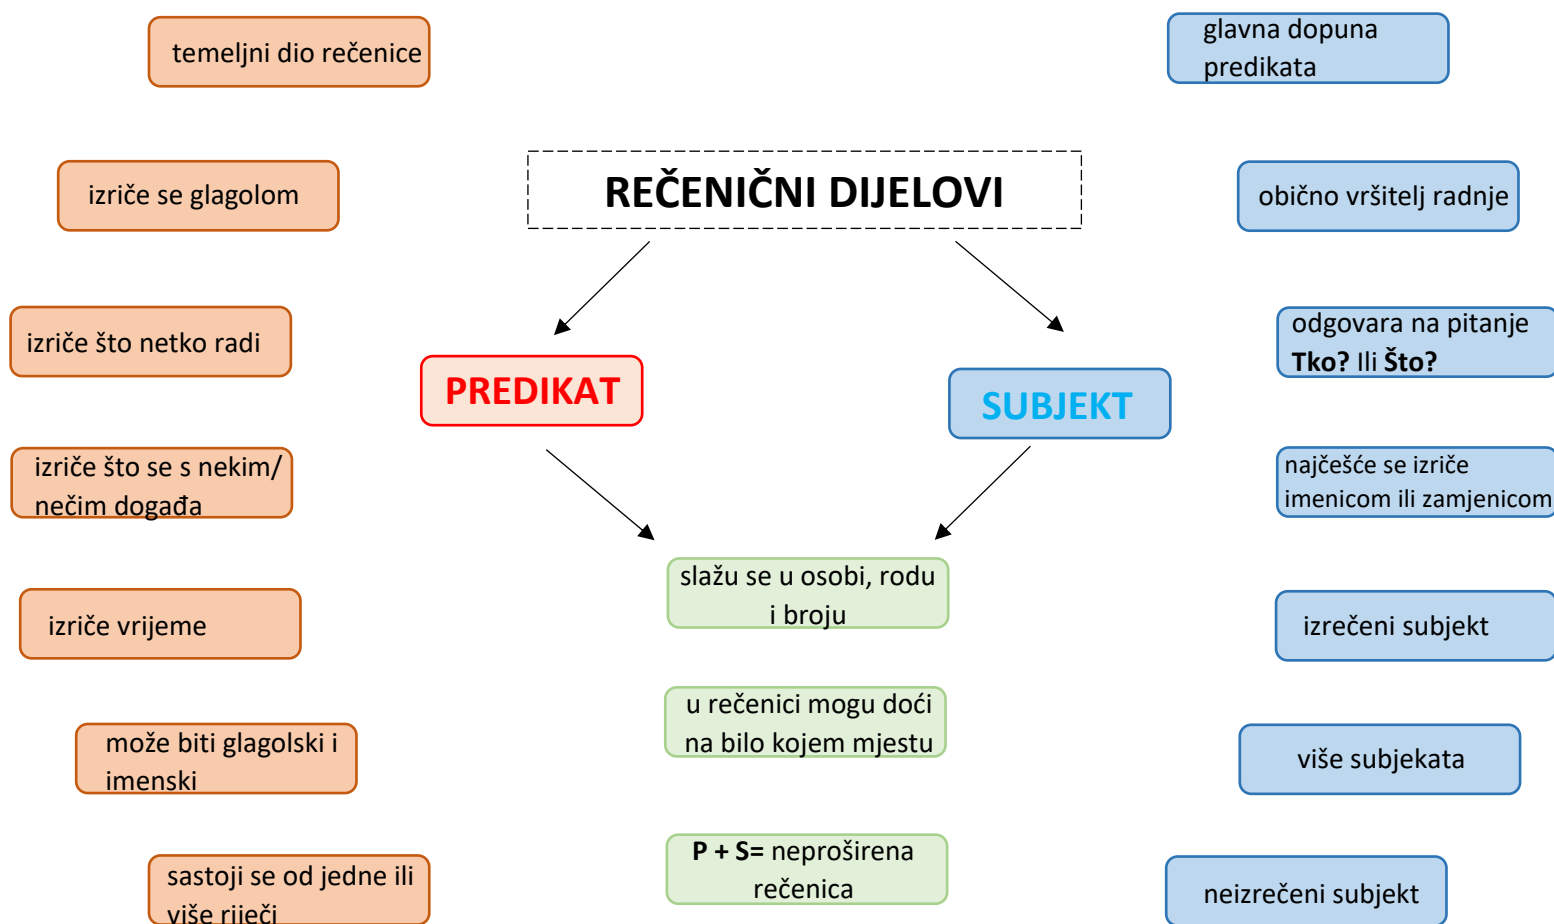 temeljni dio rečenice
glavna dopuna
predikata
REČENIČNI DIJELOVI
izriče se glagolom
obično vršitelj radnje
izriče što netko radi
odgovara na pitanje
Tko? Ili Što?
PREDIKAT
SUBJEKT
izriče što se s nekim/
nečim događa
najčešće se izriče
imenicom ili zamjenicom
slažu se u osobi, rodu
i broju
izriče vrijeme
izrečeni subjekt
u rečenici mogu doći
na bilo kojem mjestu
može biti glagolski i
imenski
više subjekata
P + S= neproširena
rečenica
sastoji se od jedne ili
više riječi
neizrečeni subjekt